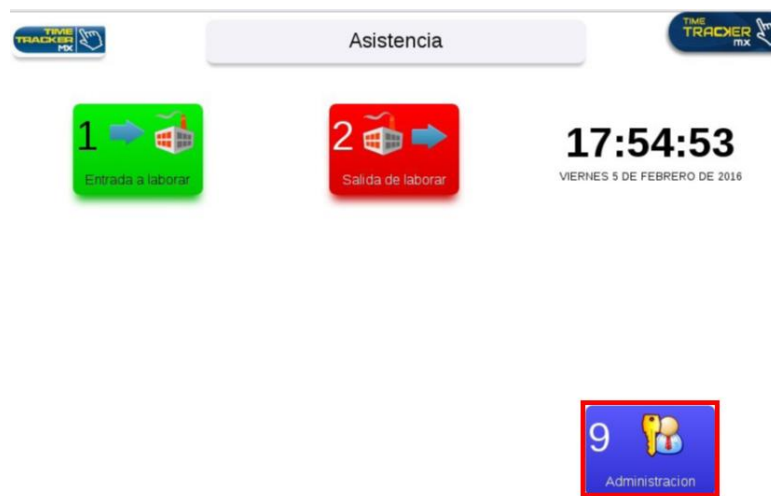 TIME
TRACKER
MX
Asistencia
TIME
TRACKER
mx
1
Entrada a laborar
2
Salida de laborar
17:54:53
VIERNES 5 DE FEBRERO DE 2016
9
Administracion